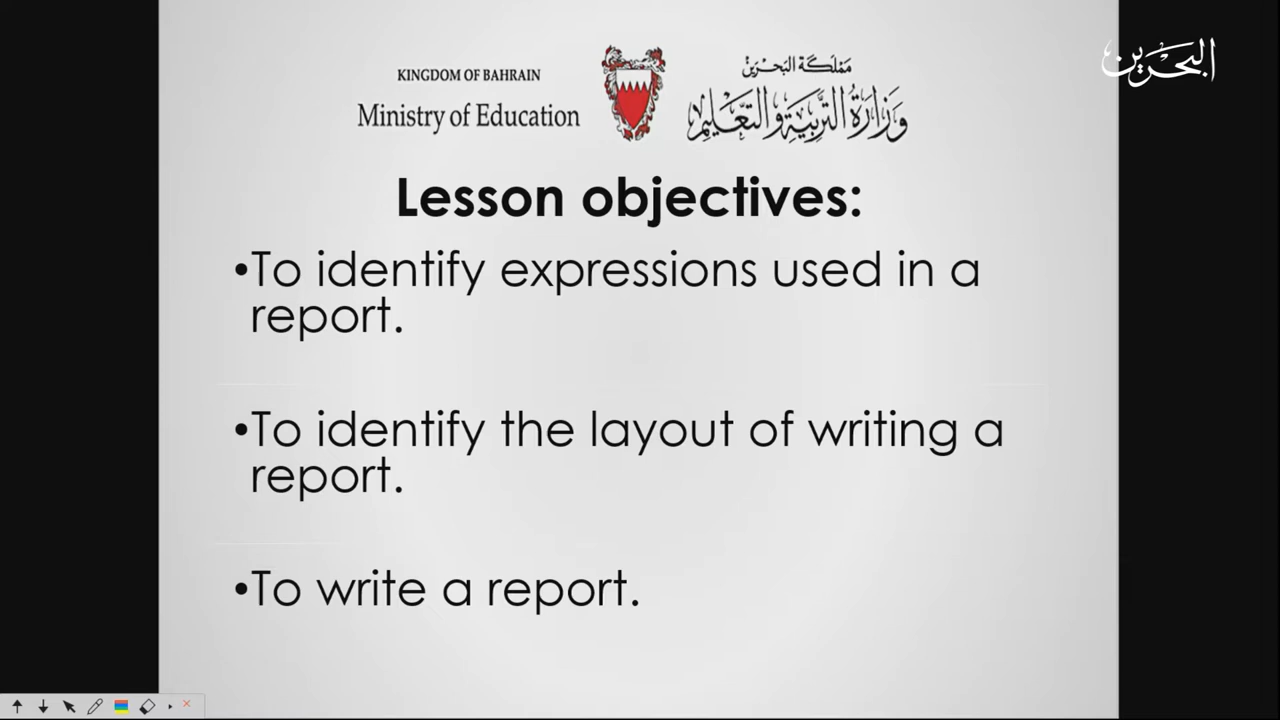 البحرين
KINGDOM OF BAHRAIN
Ministry of Education
مملكة البحرين
وزارة التربية والتعليم
Lesson objectives:
•To identify expressions used in a
report.
•To identify the layout of writing a
report.
•To write a report.